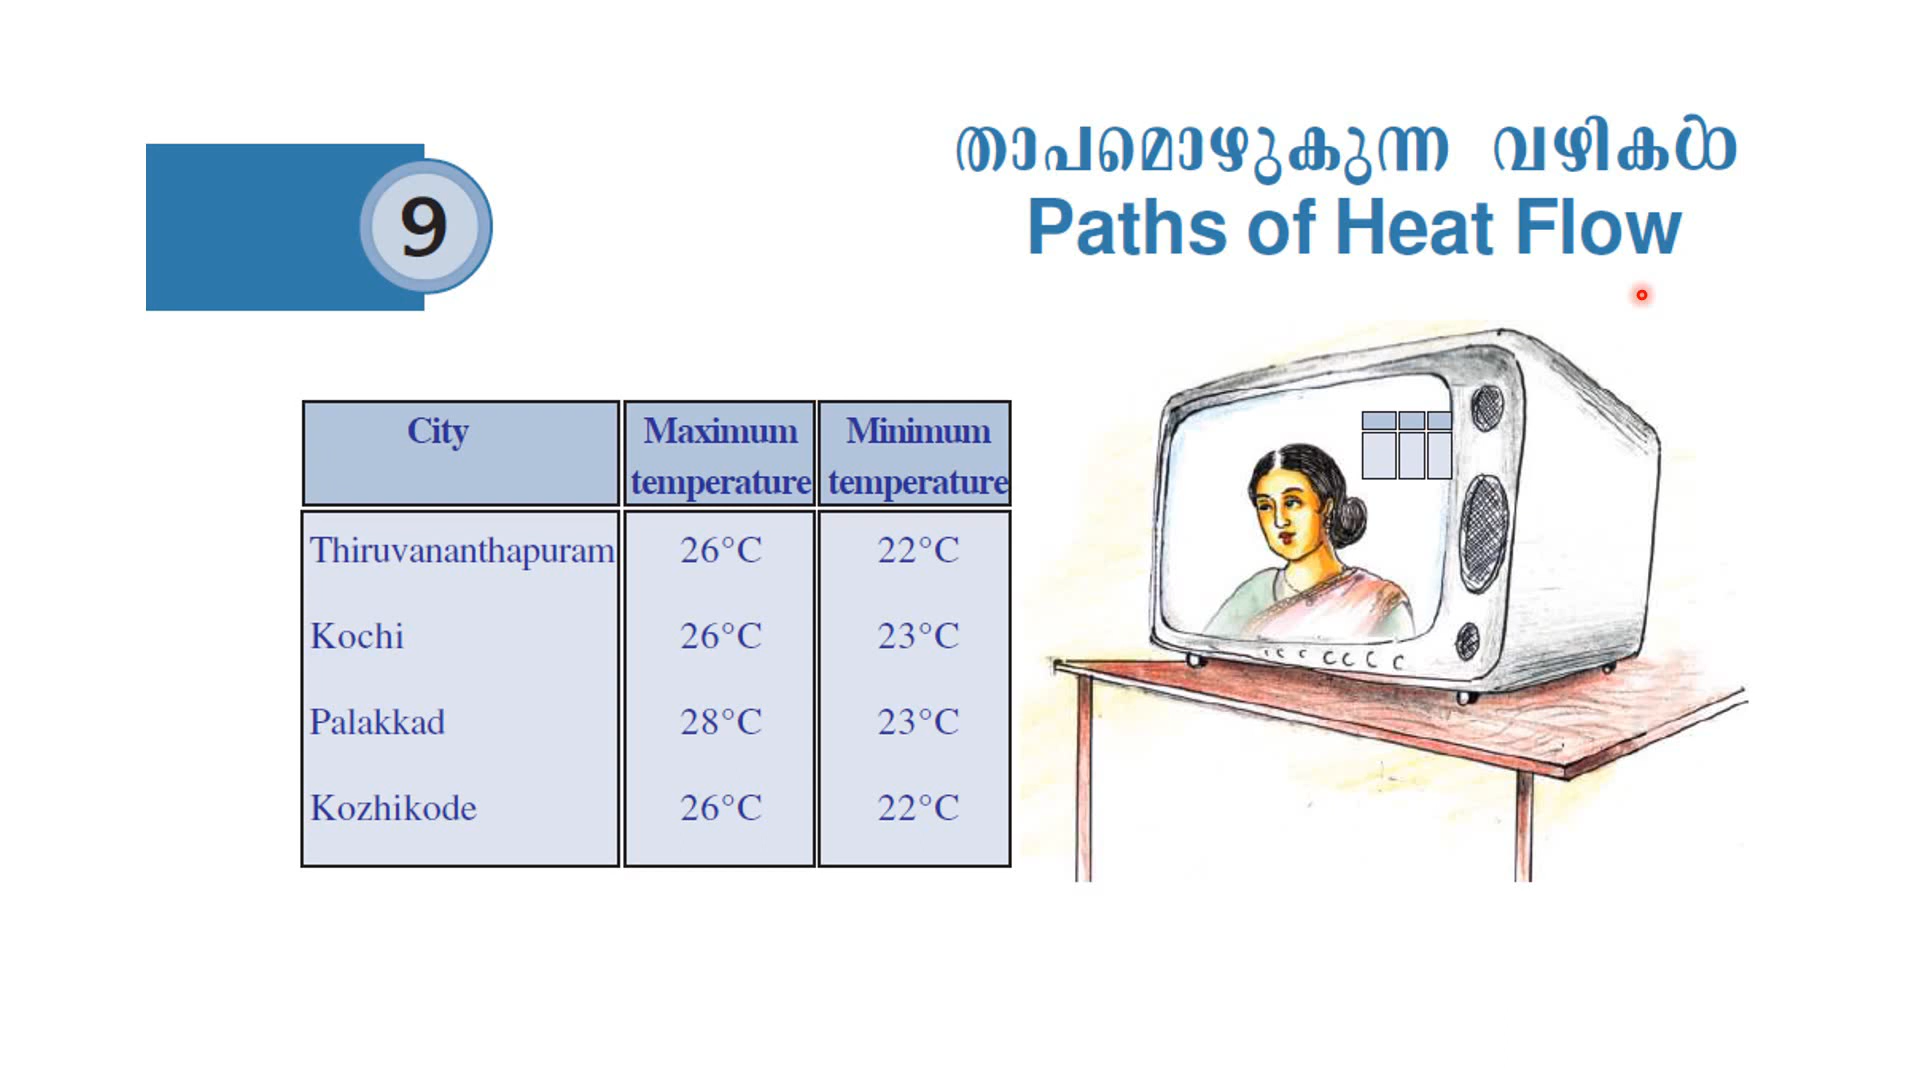 9
താപമൊഴുകുന്ന വഴികൾ
Paths of Heat Flow
City Maximum temperature Minimum temperature
Thiruvananthapuram 26°C 22°C
Kochi 26°C 23°C
Palakkad 28°C 23°C
Kozhikode 26°C 22°C